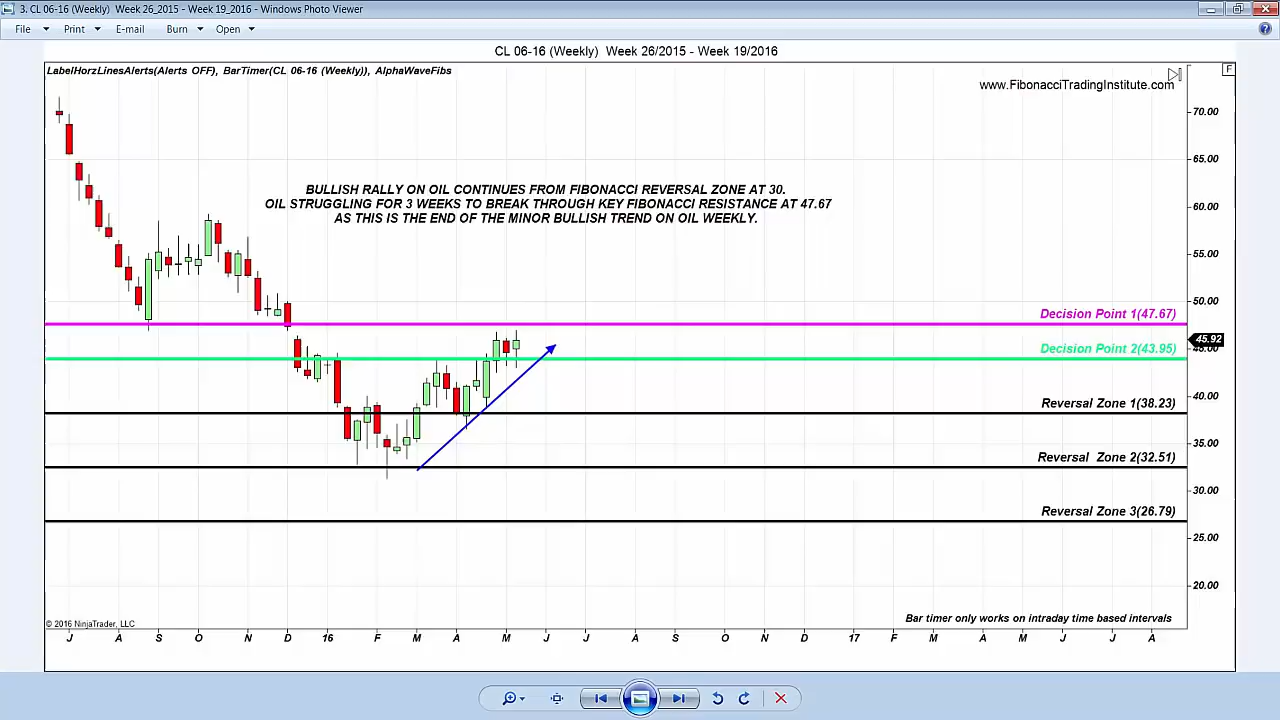 3. CL 06-16 (Weekly)  Week 26_2015 - Week 19_2016 - Windows Photo Viewer
File Print E-mail Burn Open
CL 06-16 (Weekly)  Week 26/2015 - Week 19/2016
LabelHorzLinesAlerts(Alerts OFF), BarTimer(CL 06-16 (Weekly)), AlphaWaveFibs
F
www.FibonacciTradingInstitute.com
70.00
BULLISH RALLY ON OIL CONTINUES FROM FIBONACCI REVERSAL ZONE AT 30.
OIL STRUGGLING FOR 3 WEEKS TO BREAK THROUGH KEY FIBONACCI RESISTANCE AT 47.67
AS THIS IS THE END OF THE MINOR BULLISH TREND ON OIL WEEKLY.
65.00
60.00
55.00
50.00
Decision Point 1(47.67)
45.92
Decision Point 2(43.95)
45.00
40.00
Reversal Zone 1(38.23)
35.00
Reversal  Zone 2(32.51)
30.00
Reversal Zone 3(26.79)
25.00
20.00
Bar timer only works on intraday time based intervals
© 2016 NinjaTrader, LLC
J A S O N D 16 F M A M J J A S O N D 17 F M A M J J A